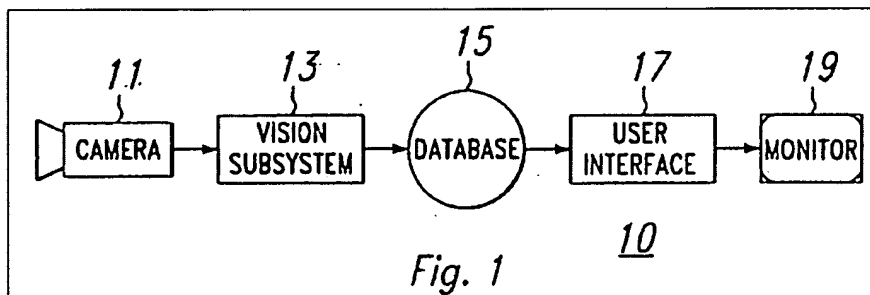 11
13
15
17
19
CAMERA
VISION
SUBSYSTEM
DATABASE
USER
INTERFACE
MONITOR
10
Fig. 1